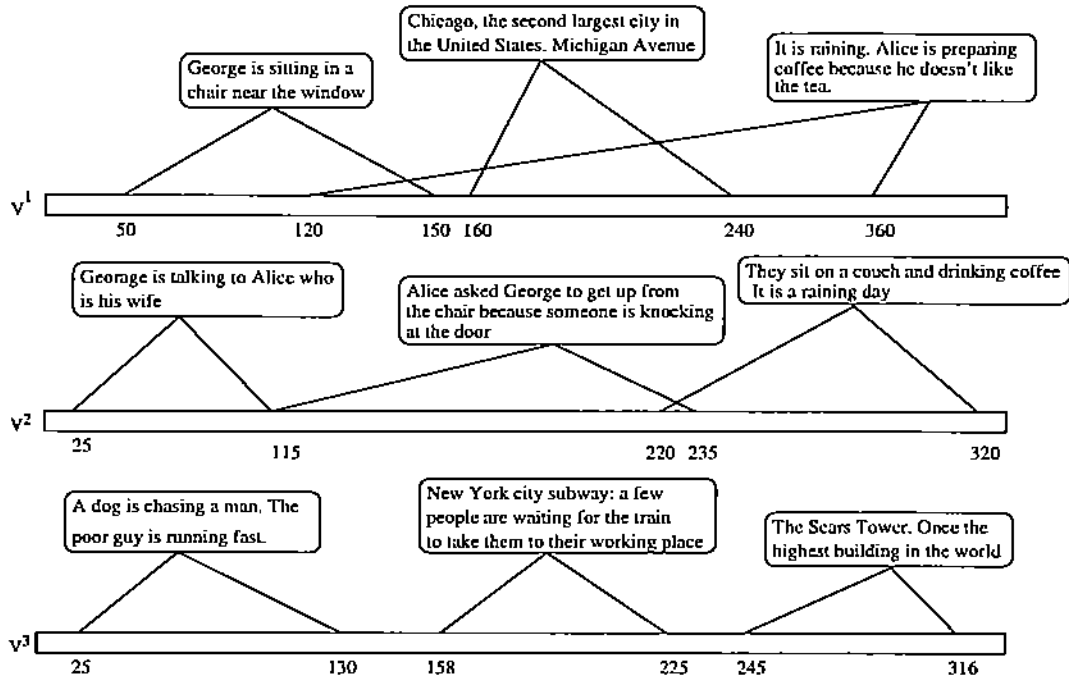 Chicago, the second largest city in
the United States. Michigan Avenue
George is sitting in a
chair near the window
It is raining. Alice is preparing
coffee because he doesn't like
the tea.
v1
50 120 150 160 240 360
Georage is talking to Alice who
is his wife
Alice asked George to get up from
the chair because someone is knocking
at the door
They sit on a couch and drinking coffee
It is a raining day
v2
25 115 220 235 320
A dog is chasing a man. The
poor guy is running fast.
New York city subway: a few
people are waiting for the train
to take them to their working place
The Sears Tower. Once the
highest building in the world
v3
25 130 158 225 245 316